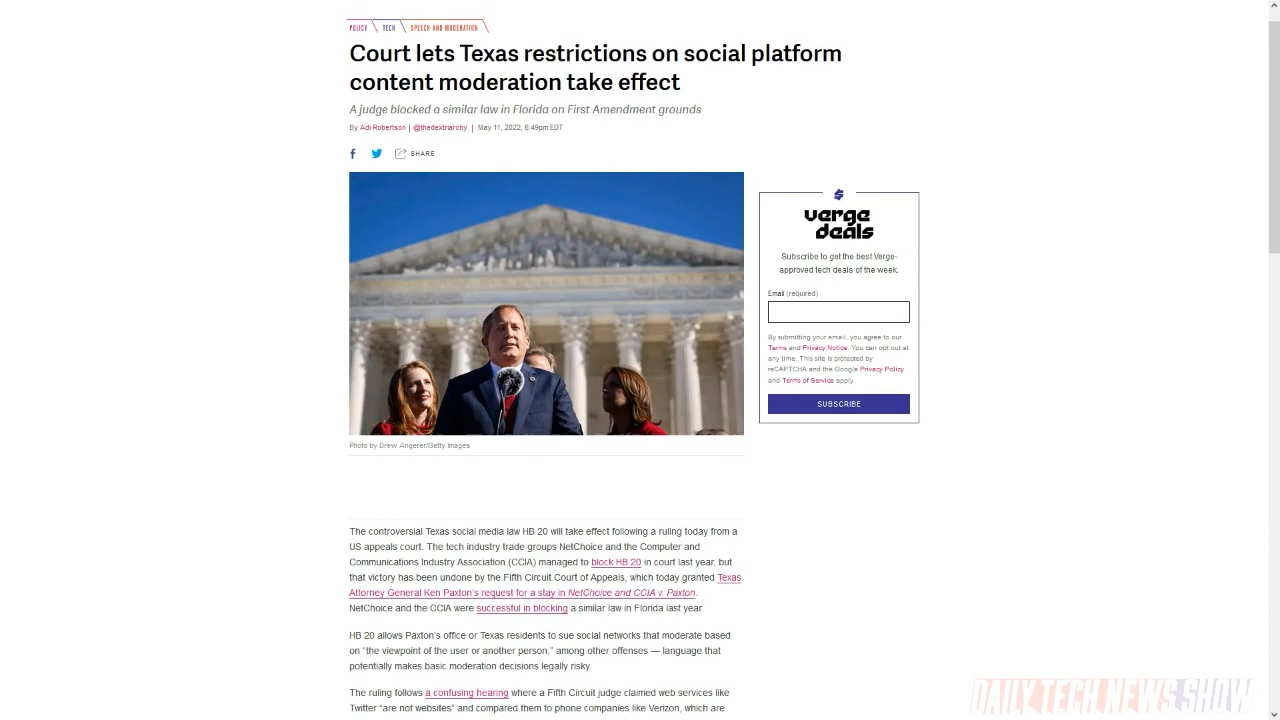 POLICY TECH SPEECH AND MODERATION
Court lets Texas restrictions on social platform
content moderation take effect
A judge blocked a similar law in Florida on First Amendment grounds
By Adi Robertson | @thedextriarchy | May 11, 2022, 6:49pm EDT
SHARE
Photo by Drew Angerer/Getty Images
The controversial Texas social media law HB 20 will take effect following a ruling today from a
US appeals court. The tech industry trade groups NetChoice and the Computer and
Communications Industry Association (CCIA) managed to block HB 20 in court last year, but
that victory has been undone by the Fifth Circuit Court of Appeals, which today granted Texas
Attorney General Ken Paxton's request for a stay in NetChoice and CCIA v. Paxton.
NetChoice and the CCIA were successful in blocking a similar law in Florida last year.
HB 20 allows Paxton's office or Texas residents to sue social networks that moderate based
on “the viewpoint of the user or another person,” among other offenses — language that
potentially makes basic moderation decisions legally risky.
The ruling follows a confusing hearing where a Fifth Circuit judge claimed web services like
Twitter “are not websites” and compared them to phone companies like Verizon, which are
verge
deals
Subscribe to get the best Verge-
approved tech deals of the week.
Email (required)
By submitting your email, you agree to our
Terms and Privacy Notice. You can opt out at
any time. This site is protected by
reCAPTCHA and the Google Privacy Policy
and Terms of Service apply.
SUBSCRIBE
DAILY TECH NEWS SHOW